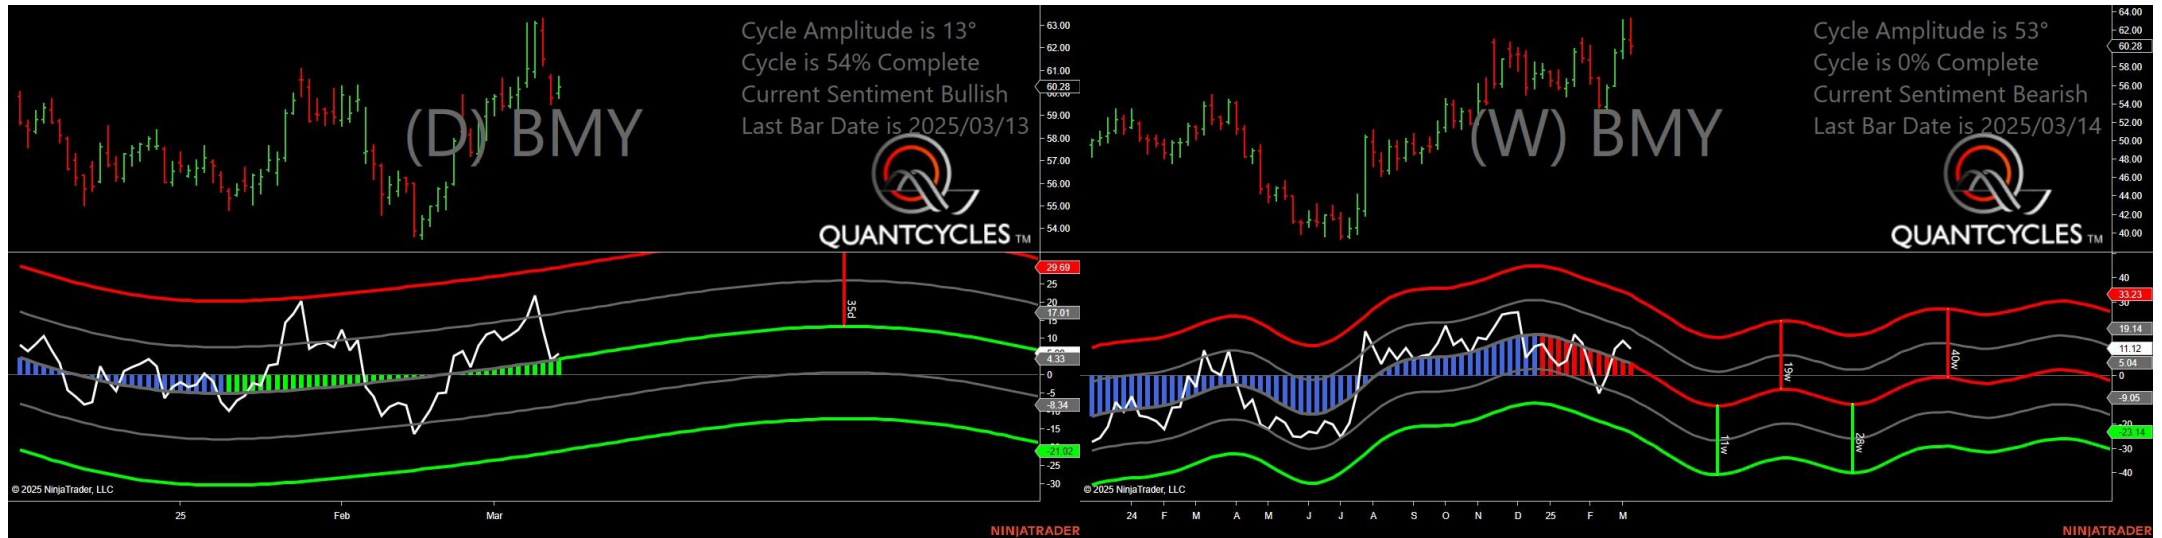 Cycle Amplitude is 13°
Cycle is 54% Complete
Current Sentiment Bullish
Last Bar Date is 2025/03/13
(D) BMY
QUANTCYCLES TM
63.00
62.00
61.00
60.28
59.00
58.00
57.00
56.00
55.00
54.00
29.69
25
20
17.01
15
4.33
0
-5
-8.34
-15
-21.02
-25
-30
35d
© 2025 NinjaTrader, LLC
25 Feb Mar
NINJATRADER
Cycle Amplitude is 53°
Cycle is 0% Complete
Current Sentiment Bearish
Last Bar Date is 2025/03/14
(W) BMY
QUANTCYCLES TM
64.00
62.00
60.28
58.00
56.00
54.00
52.00
50.00
48.00
46.00
44.00
42.00
40.00
40
33.23
30
19.14
11.12
5.04
0
-9.05
-20
-23.14
-30
-40
19w
40w
11w
28w
© 2025 NinjaTrader, LLC
24 F M A M J J A S O N D 25 F M
NINJATRADER